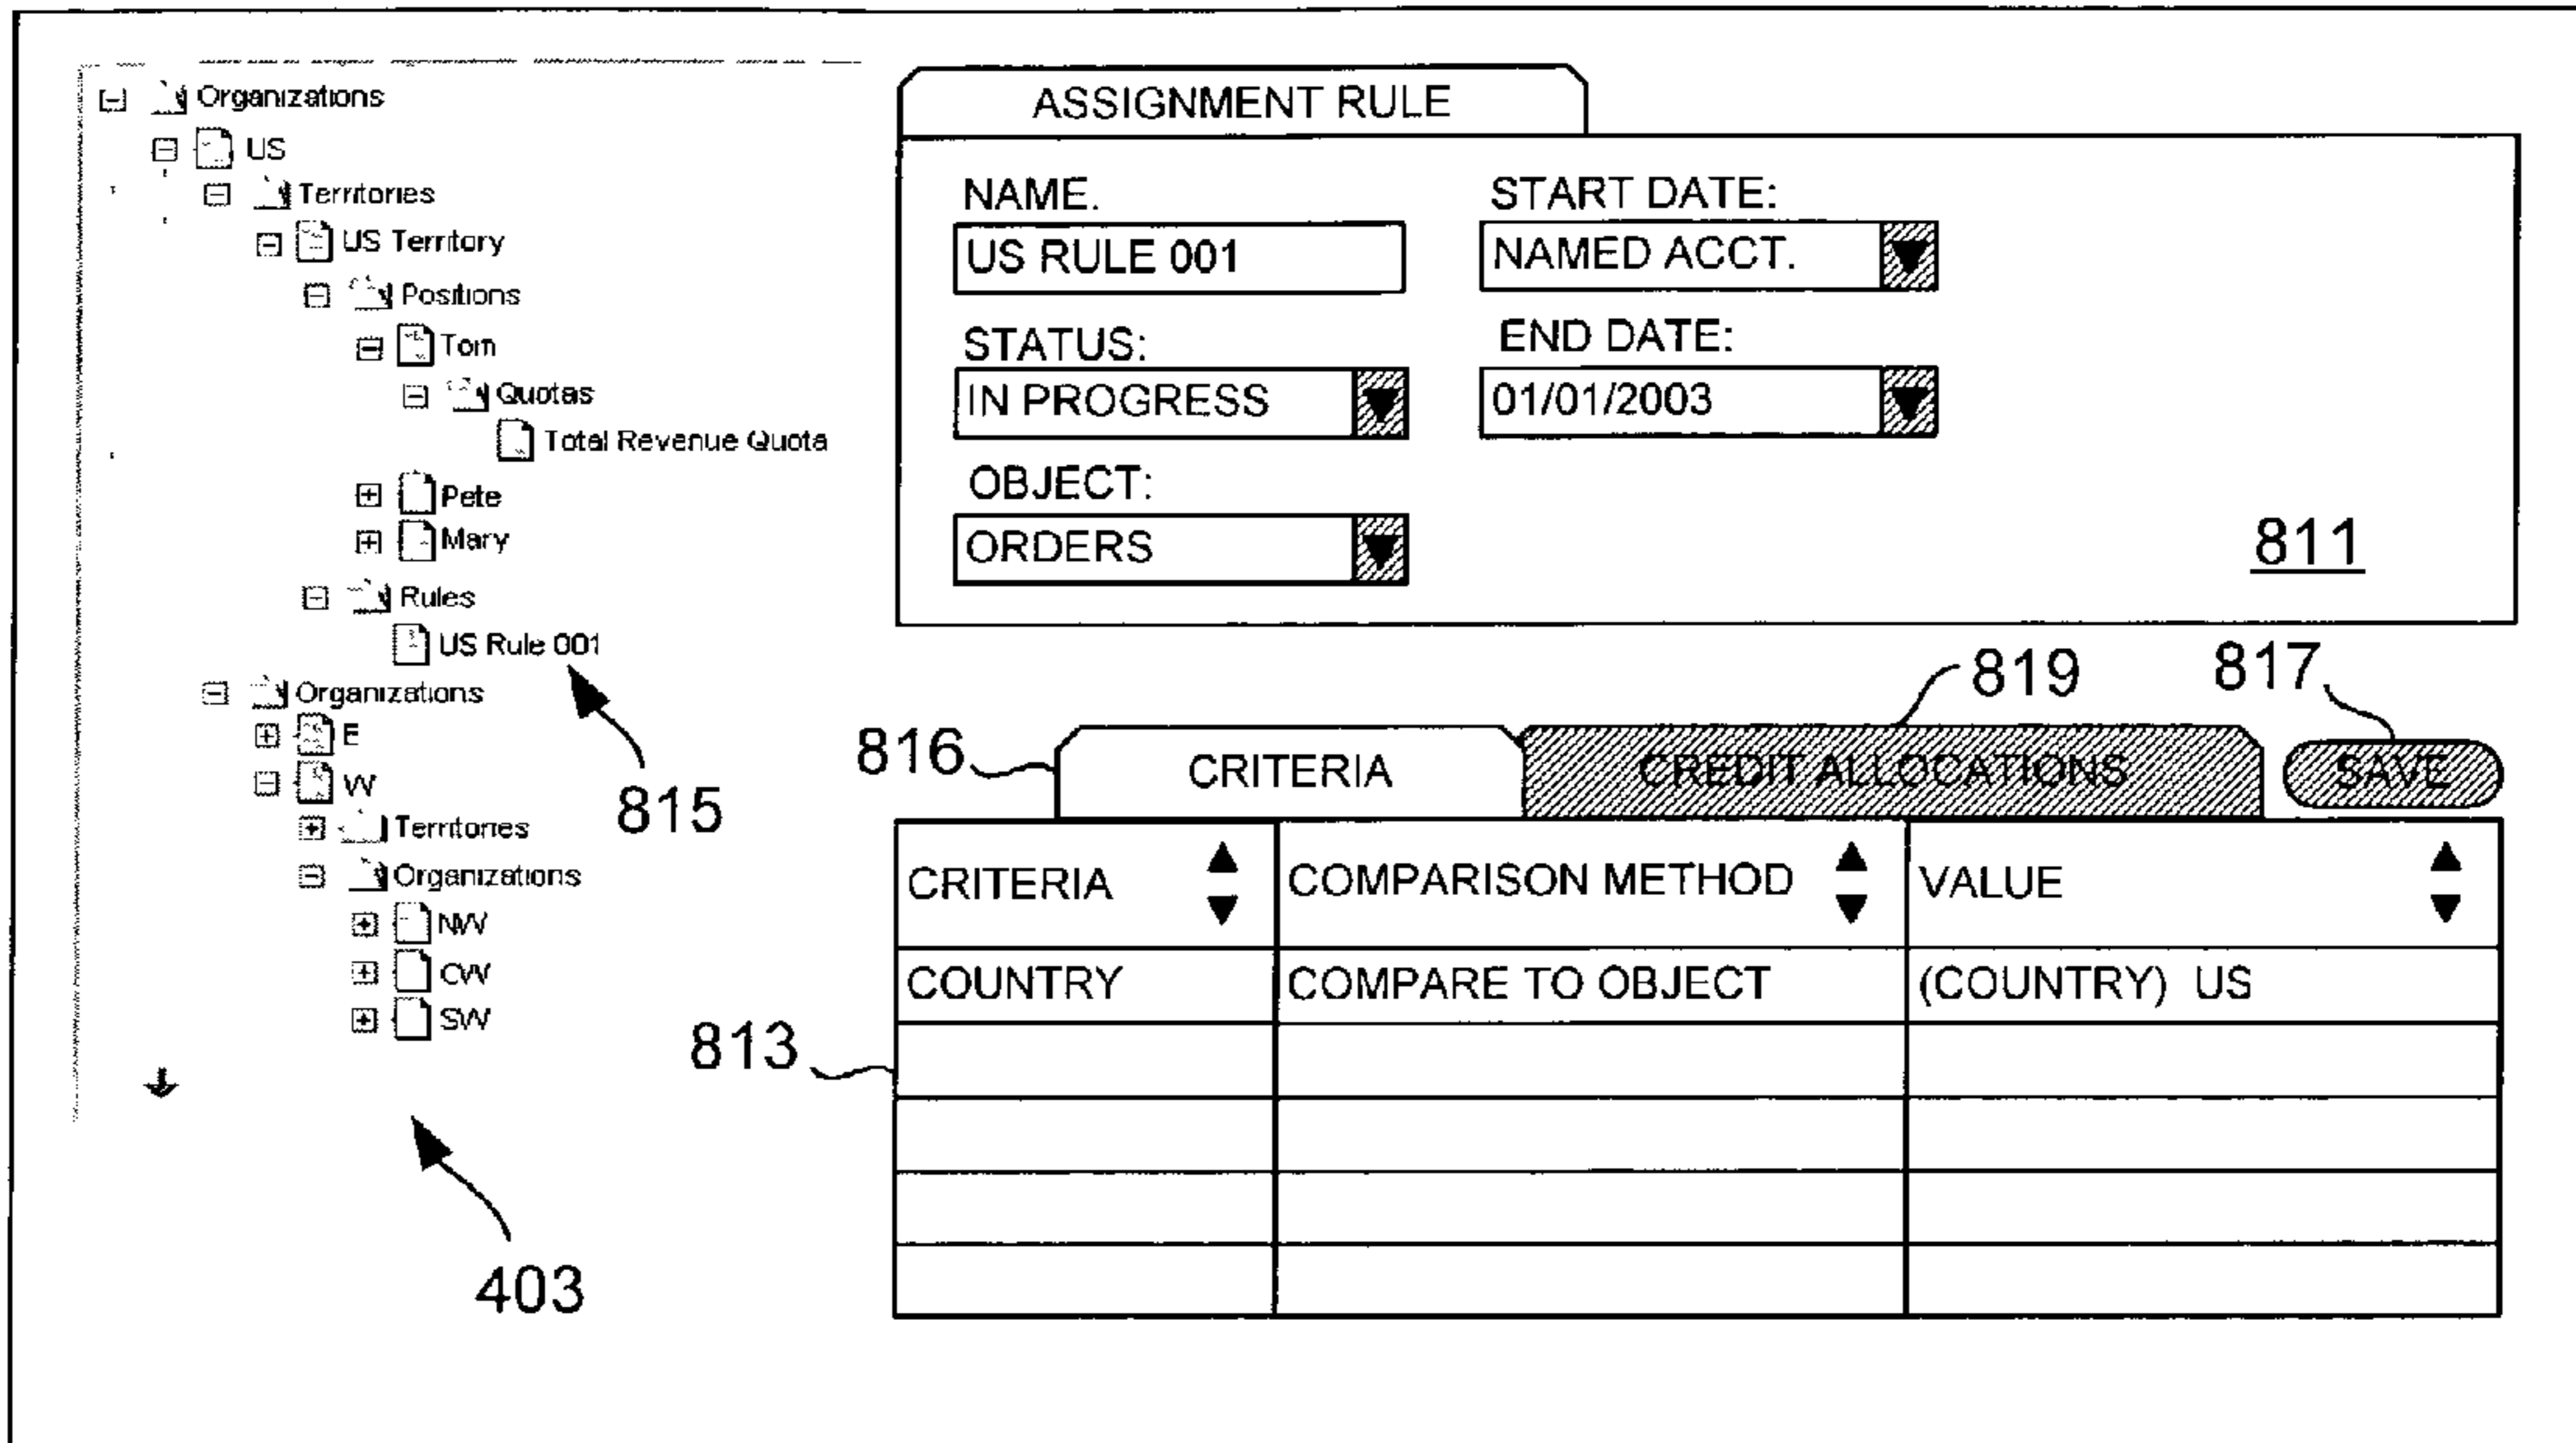 Organizations
US
Territories
US Territory
Positions
Tom
Quotas
Total Revenue Quota
Pete
Mary
Rules
US Rule 001
Organizations
E
W
Territories
Organizations
NW
CW
SW
815
403
ASSIGNMENT RULE
NAME.
START DATE:
US RULE 001
NAMED ACCT.
STATUS:
END DATE:
IN PROGRESS
01/01/2003
OBJECT:
ORDERS
811
819
817
816
CRITERIA
CREDIT ALLOCATIONS
SAVE
CRITERIA
COMPARISON METHOD
VALUE
COUNTRY
COMPARE TO OBJECT
(COUNTRY) US
813